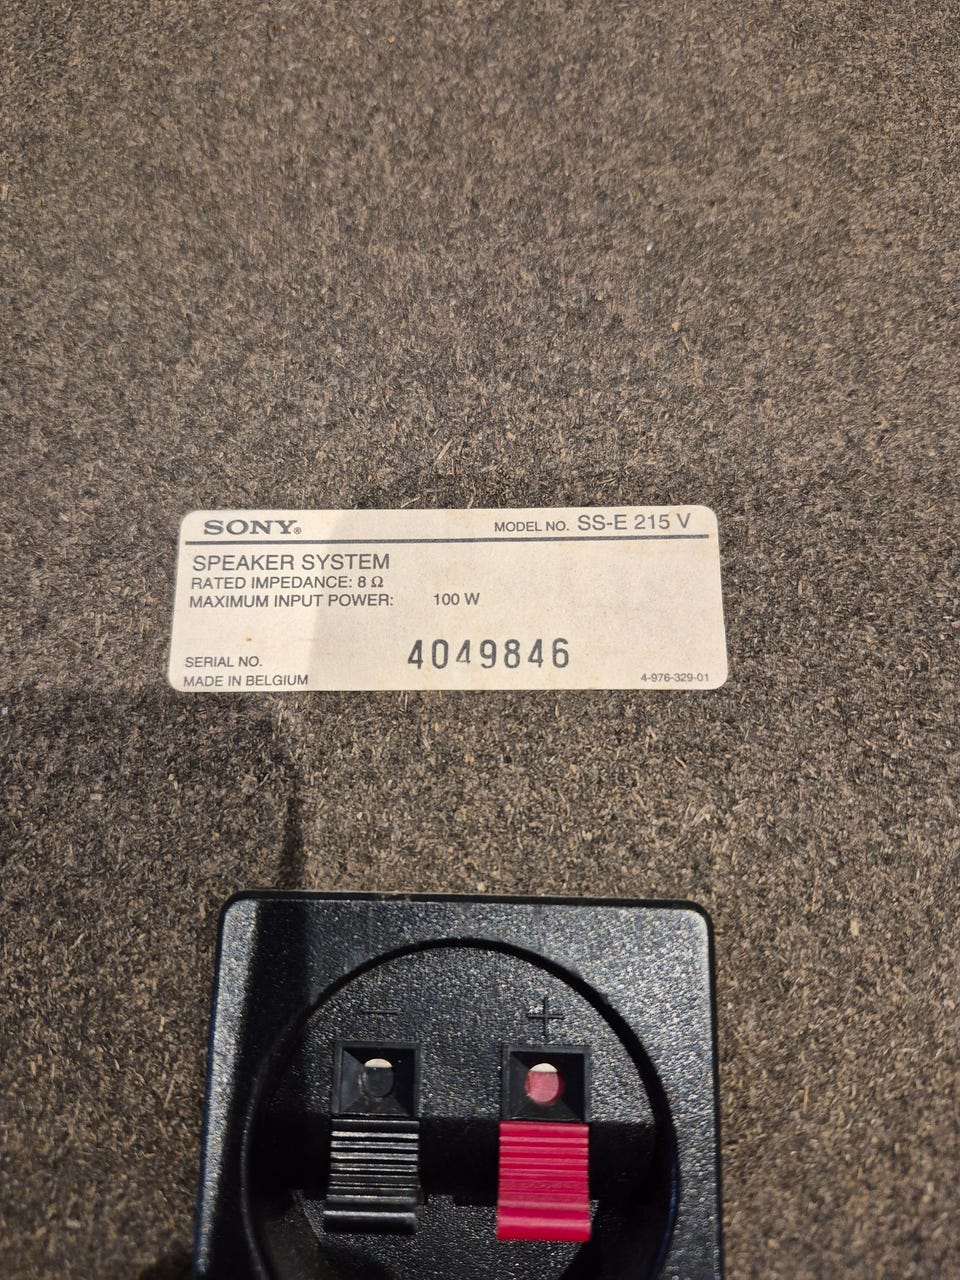 SONY®
MODEL NO. SS-E 215 V
SPEAKER SYSTEM
RATED IMPEDANCE: 8 Ω
MAXIMUM INPUT POWER: 100 W
4049846
SERIAL NO.
MADE IN BELGIUM
4-976-329-01
− +